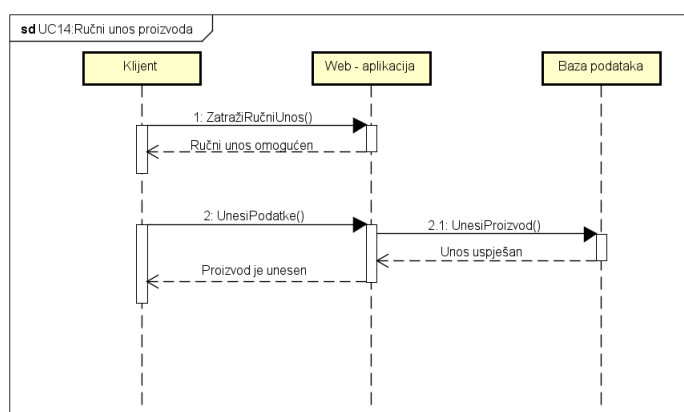 sd UC14:Ručni unos proizvoda
Klijent
Web - aplikacija
Baza podataka
1: ZatražiRučniUnos()
Ručni unos omogućen
2: UnesiPodatke()
2.1: UnesiProizvod()
Unos uspješan
Proizvod je unesen